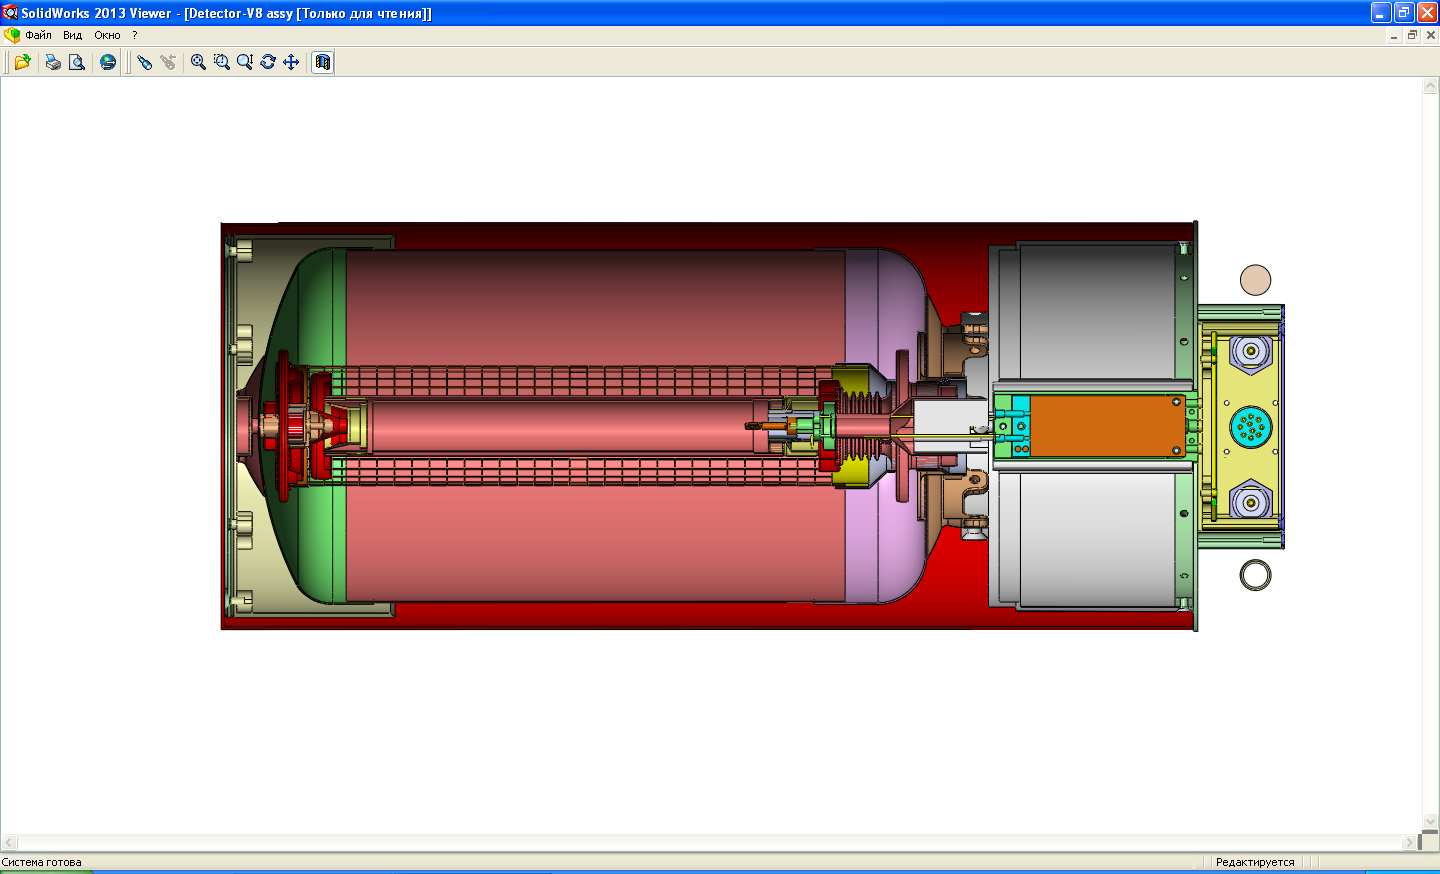 SolidWorks 2013 Viewer - [Detector-V8 assy [Только для чтения]]
Файл Вид Окно ?
Система готова Редактируется